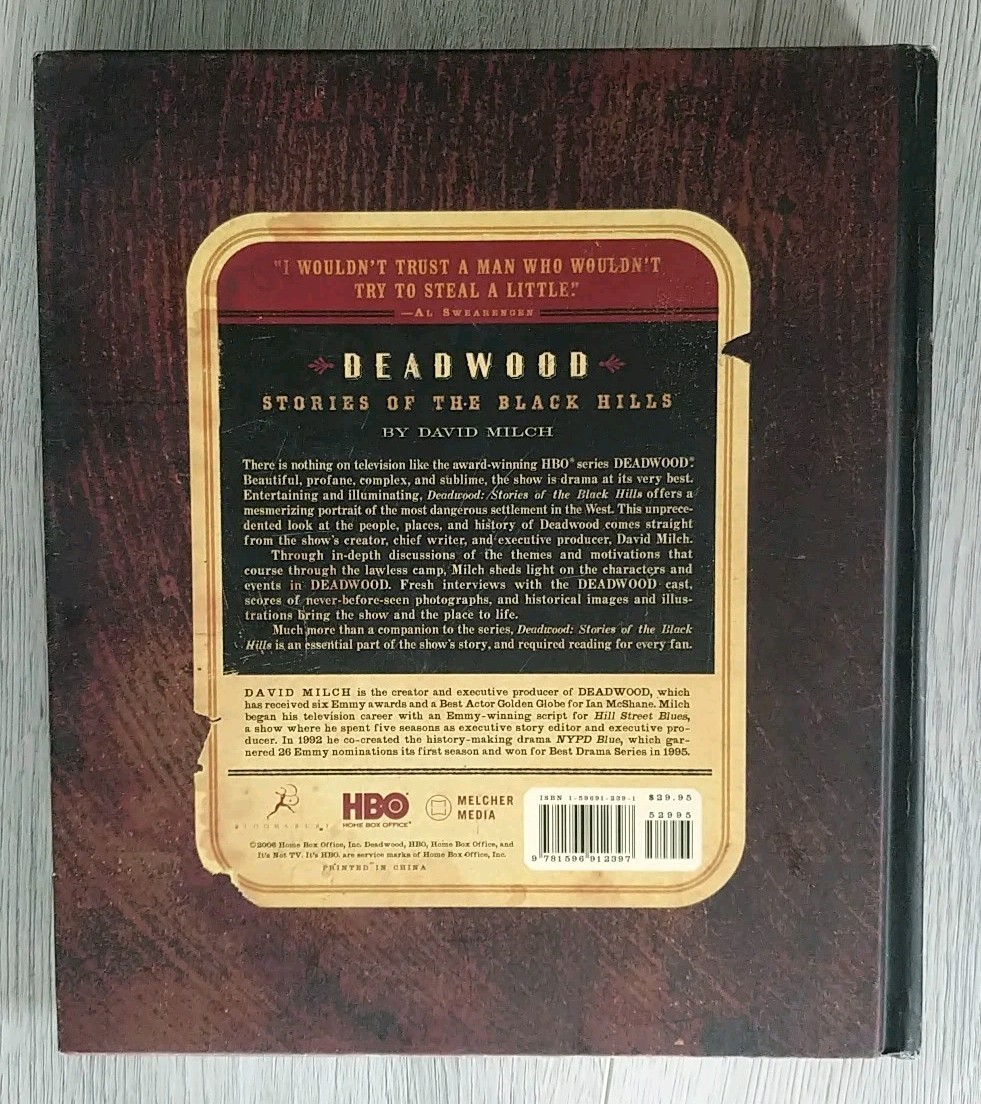 "I WOULDN'T TRUST A MAN WHO WOULDN'T
TRY TO STEAL A LITTLE."
—AL SWEARENGEN
DEADWOOD
STORIES OF THE BLACK HILLS
BY DAVID MILCH
There is nothing on television like the award-winning HBO® series DEADWOOD®.
Beautiful, profane, complex, and sublime, the show is drama at its very best.
Entertaining and illuminating, Deadwood: Stories of the Black Hills offers a
mesmerizing portrait of the most dangerous settlement in the West. This unprece-
dented look at the people, places, and history of Deadwood comes straight
from the show's creator, chief writer, and executive producer, David Milch.
Through in-depth discussions of the themes and motivations that
course through the lawless camp, Milch sheds light on the characters and
events in DEADWOOD. Fresh interviews with the DEADWOOD cast,
scores of never-before-seen photographs, and historical images and illus-
trations bring the show and the place to life.
Much more than a companion to the series, Deadwood: Stories of the Black
Hills is an essential part of the show's story, and required reading for every fan.
DAVID MILCH is the creator and executive producer of DEADWOOD, which
has received six Emmy awards and a Best Actor Golden Globe for Ian McShane. Milch
began his television career with an Emmy-winning script for Hill Street Blues,
a show where he spent five seasons as executive story editor and executive pro-
ducer. In 1992 he co-created the history-making drama NYPD Blue, which gar-
nered 26 Emmy nominations its first season and won for Best Drama Series in 1995.
BLOOMSBURY
HBO®
HOME BOX OFFICE®
MELCHER
MEDIA
©2006 Home Box Office, Inc. Deadwood, HBO, Home Box Office, and
It's Not TV. It's HBO. are service marks of Home Box Office, Inc.
PRINTED IN CHINA
ISBN 1-59691-239-1 $29.95
52995
9 781596 912397